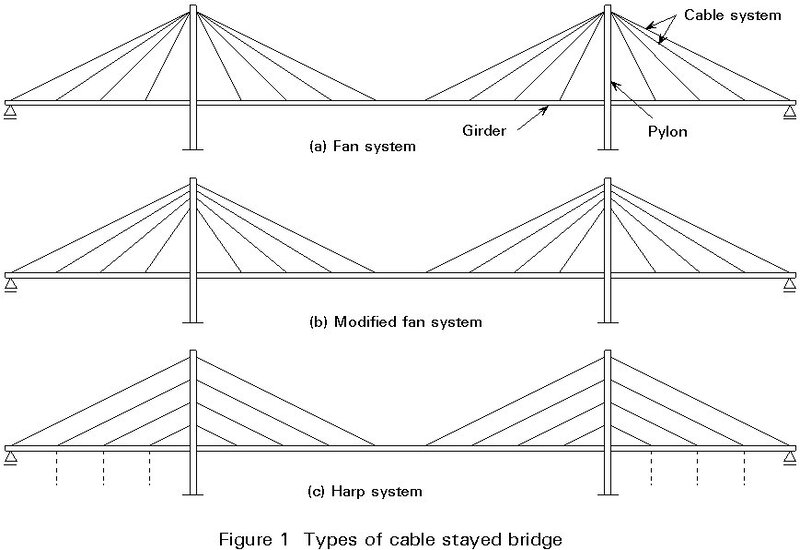 Cable system
Girder
Pylon
(a) Fan system
(b) Modified fan system
(c) Harp system
Figure 1 Types of cable stayed bridge